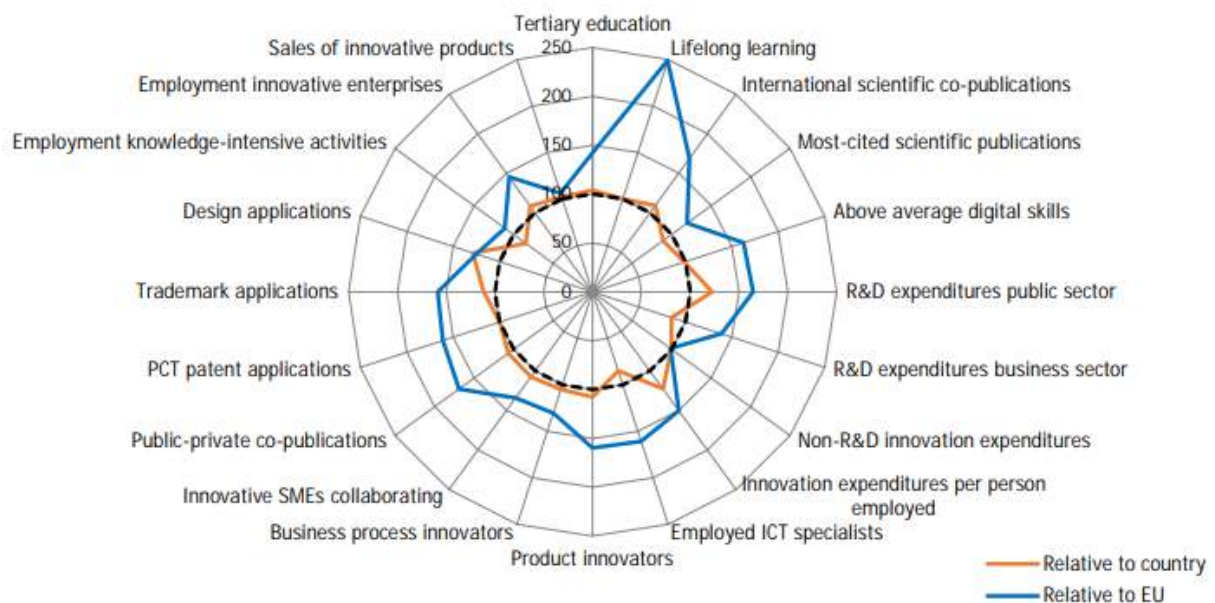 Tertiary education
Sales of innovative products
250
Lifelong learning
Employment innovative enterprises
International scientific co-publications
200
Employment knowledge-intensive activities
150
Most-cited scientific publications
100
Design applications
Above average digital skills
50
Trademark applications
0
R&D expenditures public sector
PCT patent applications
R&D expenditures business sector
Public-private co-publications
Non-R&D innovation expenditures
Innovative SMEs collaborating
Innovation expenditures per person
employed
Business process innovators
Employed ICT specialists
Product innovators
Relative to country
Relative to EU